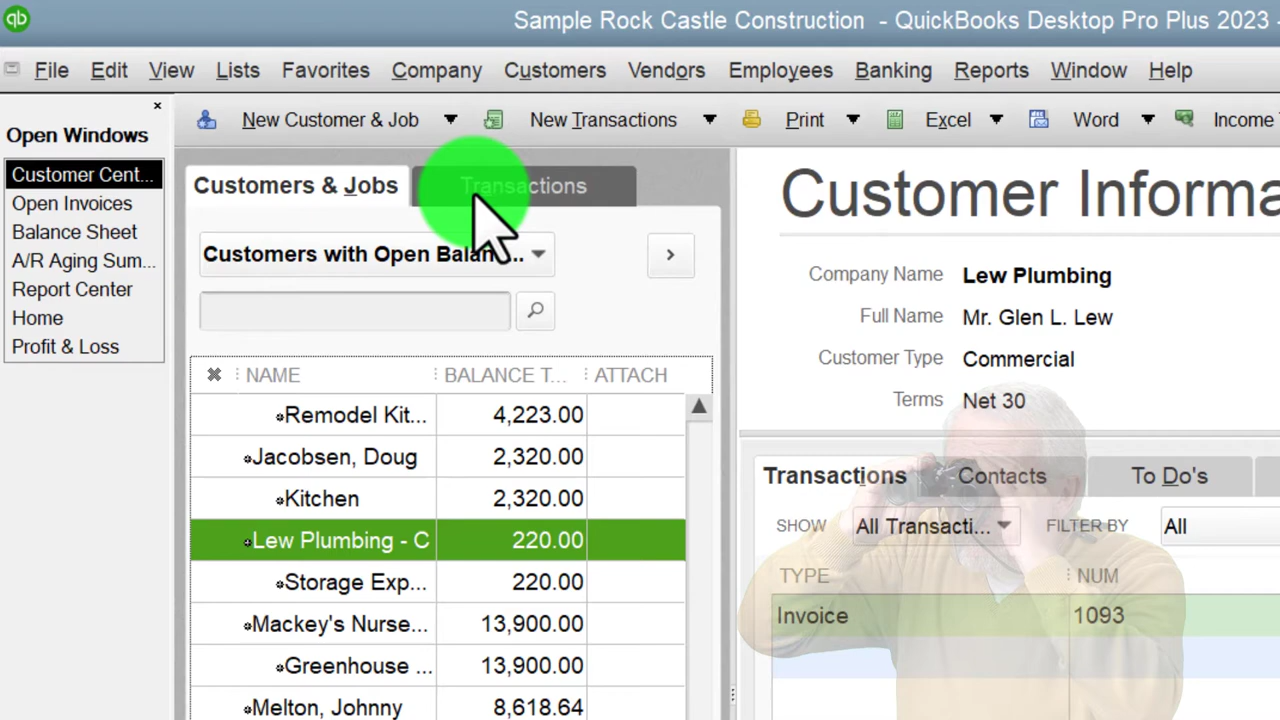 qb
Sample Rock Castle Construction - QuickBooks Desktop Pro Plus 2023 -
File Edit View Lists Favorites Company Customers Vendors Employees Banking Reports Window Help
New Customer & Job New Transactions Print Excel Word Income
Open Windows
Customer Cent...
Open Invoices
Balance Sheet
A/R Aging Sum...
Report Center
Home
Profit & Loss
Customers & Jobs Transactions
Customers with Open Balan...
NAME BALANCE T... ATTACH
Remodel Kit... 4,223.00
Jacobsen, Doug 2,320.00
Kitchen 2,320.00
Lew Plumbing - C 220.00
Storage Exp... 220.00
Mackey's Nurse... 13,900.00
Greenhouse ... 13,900.00
Melton, Johnny 8,618.64
Customer Informa
Company Name Lew Plumbing
Full Name Mr. Glen L. Lew
Customer Type Commercial
Terms Net 30
Transactions Contacts To Do's
SHOW All Transacti... FILTER BY All
TYPE NUM
Invoice 1093